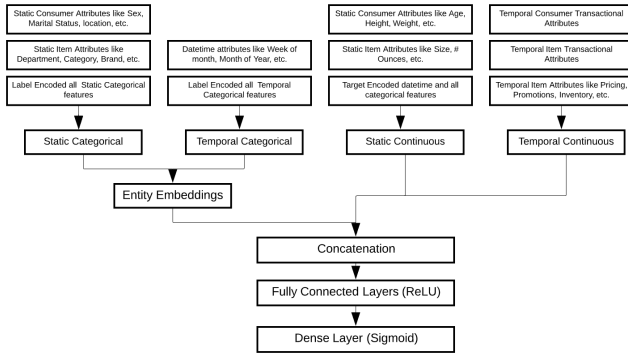 Static Consumer Attributes like Sex,
Marital Status, location, etc.
Static Consumer Attributes like Age,
Height, Weight, etc.
Temporal Consumer Transactional
Attributes
Static Item Attributes like
Department, Category, Brand, etc.
Datetime attributes like Week of
month, Month of Year, etc.
Static Item Attributes like Size, #
Ounces, etc.
Temporal Item Transactional
Attributes
Label Encoded all Static Categorical
features
Label Encoded all Temporal
Categorical features
Target Encoded datetime and all
categorical features
Temporal Item Attributes like Pricing,
Promotions, Inventory, etc.
Static Categorical
Temporal Categorical
Static Continuous
Temporal Continuous
Entity Embeddings
Concatenation
Fully Connected Layers (ReLU)
Dense Layer (Sigmoid)